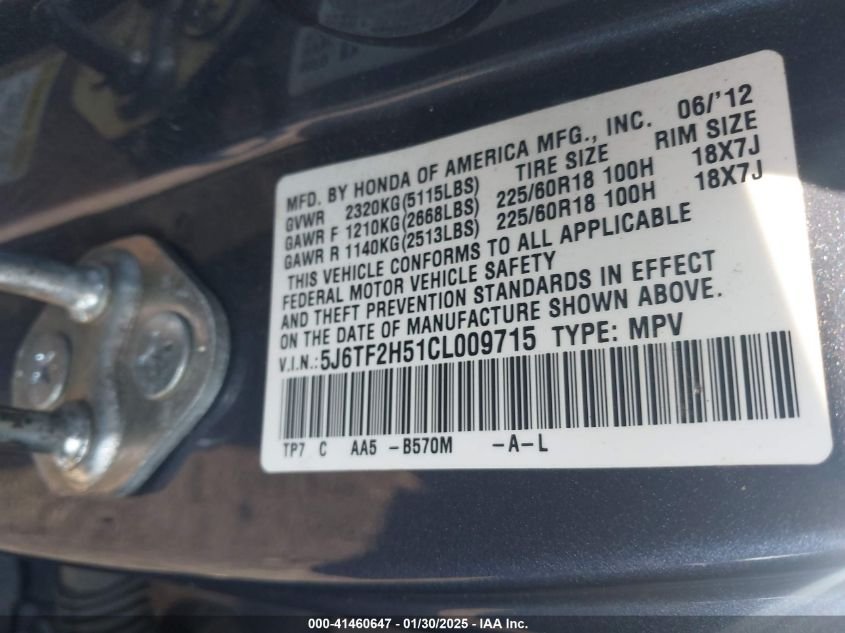 MFD. BY HONDA OF AMERICA MFG., INC. 06/'12
GVWR 2320KG(5115LBS) TIRE SIZE RIM SIZE
GAWR F 1210KG(2668LBS) 225/60R18 100H 18X7J
GAWR R 1140KG(2513LBS) 225/60R18 100H 18X7J
THIS VEHICLE CONFORMS TO ALL APPLICABLE
FEDERAL MOTOR VEHICLE SAFETY
AND THEFT PREVENTION STANDARDS IN EFFECT
ON THE DATE OF MANUFACTURE SHOWN ABOVE.
V.I.N.: 5J6TF2H51CL009715 TYPE: MPV
TP7 C AA5 -B570M -A-L
000-41460647 - 01/30/2025 - IAA Inc.